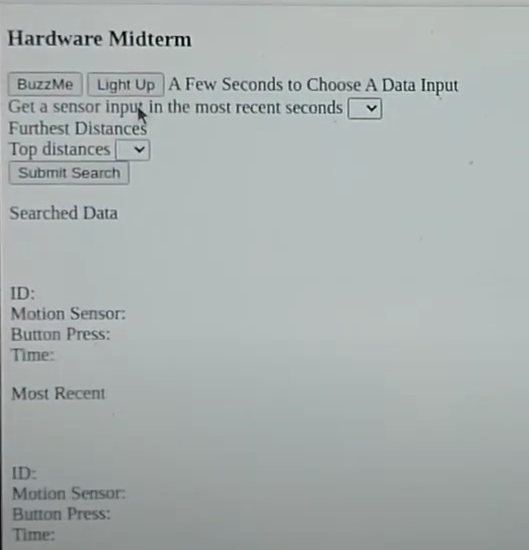 Hardware Midterm
BuzzMe Light Up A Few Seconds to Choose A Data Input
Get a sensor input in the most recent seconds
Furthest Distances
Top distances
Submit Search
Searched Data
ID:
Motion Sensor:
Button Press:
Time:
Most Recent
ID:
Motion Sensor:
Button Press:
Time: